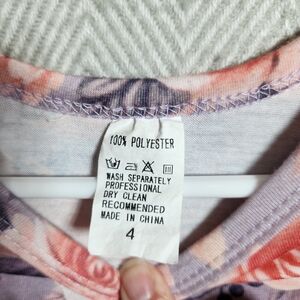 100% POLYESTER
WASH SEPARATELY
PROFESSIONAL
DRY CLEAN
RECOMMENDED
MADE IN CHINA
4